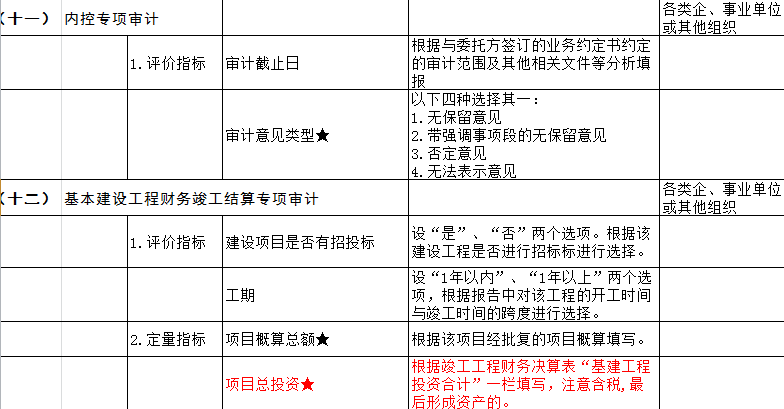 （十一） 内控专项审计 各类企、事业单位
或其他组织
1.评价指标 审计截止日 根据与委托方签订的业务约定书约定
的审计范围及其他相关文件等分析填
报
审计意见类型★ 以下四种选择其一：
1.无保留意见
2.带强调事项段的无保留意见
3.否定意见
4.无法表示意见
（十二） 基本建设工程财务竣工结算专项审计 各类企、事业单位
或其他组织
1.评价指标 建设项目是否有招投标 设“是”、“否”两个选项。根据该
建设工程是否进行招标标进行选择。
工期 设“1年以内”、“1年以上”两个选
项，根据报告中对该工程的开工时间
与竣工时间的跨度进行选择。
2.定量指标 项目概算总额★ 根据该项目经批复的项目概算填写。
项目总投资★ 根据竣工工程财务决算表“基建工程
投资合计”一栏填写，注意含税,最
后形成资产的。